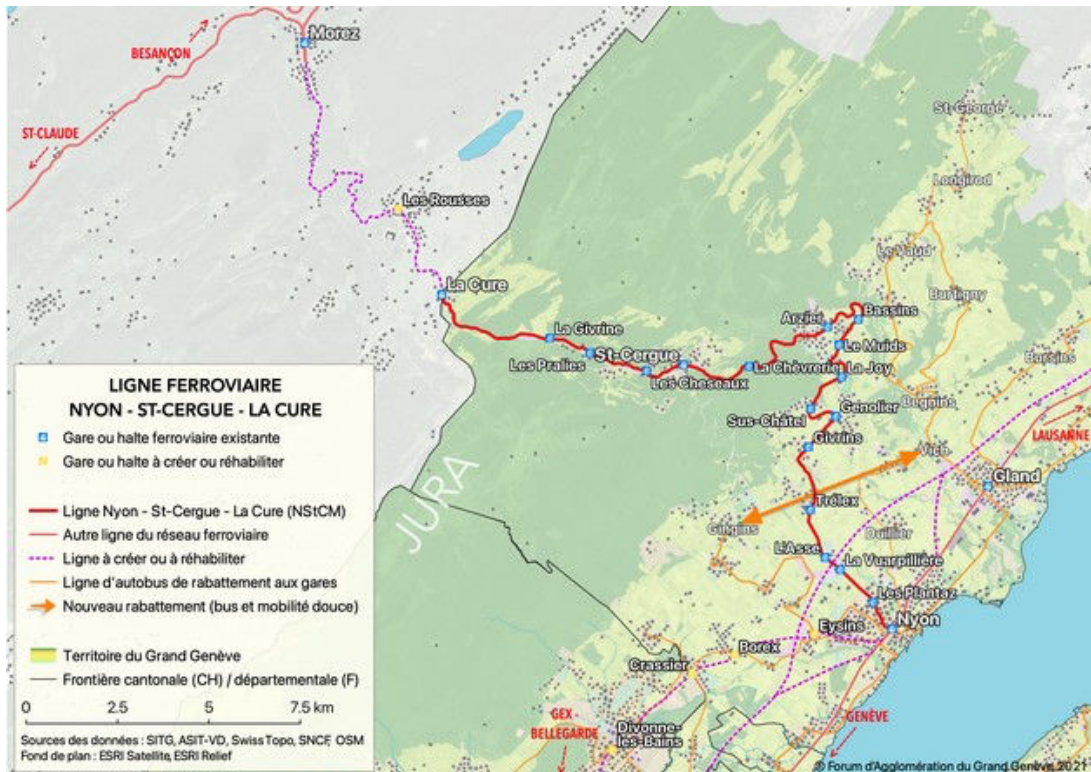 Morez
BESANÇON
ST-CLAUDE
St-George
Longirod
Les Rousses
Le Vaud
La Cure
Burtigny
Bassins
Arzier
La Givrine
Le Muids
St-Cergue
Les Pralies
La Chèvrerie
La Joy
Les Cheseaux
Bassins
Begnins
Genolier
Sus-Châtel
LAUSANNE
Givrins
Vich
JURA
Gland
Trélex
Gingins
Duillier
L'Asse
La Vuarpillière
Les Plantaz
Nyon
Eysins
Borex
Crassier
GEX-
BELLEGARDE
GENÈVE
Divonne-
les-Bains
LIGNE FERROVIAIRE
NYON - ST-CERGUE - LA CURE
Gare ou halte ferroviaire existante
Gare ou halte à créer ou réhabiliter
Ligne Nyon - St-Cergue - La Cure (NStCM)
Autre ligne du réseau ferroviaire
Ligne à créer ou à réhabiliter
Ligne d'autobus de rabattement aux gares
Nouveau rabattement (bus et mobilité douce)
Territoire du Grand Genève
Frontière cantonale (CH) / départementale (F)
0 2.5 5 7.5 km
Sources des données : SITG, ASIT-VD, SwissTopo, SNCF, OSM
Fond de plan : ESRI Satellite, ESRI Relief
© Forum d'Agglomération du Grand Genève, 2021